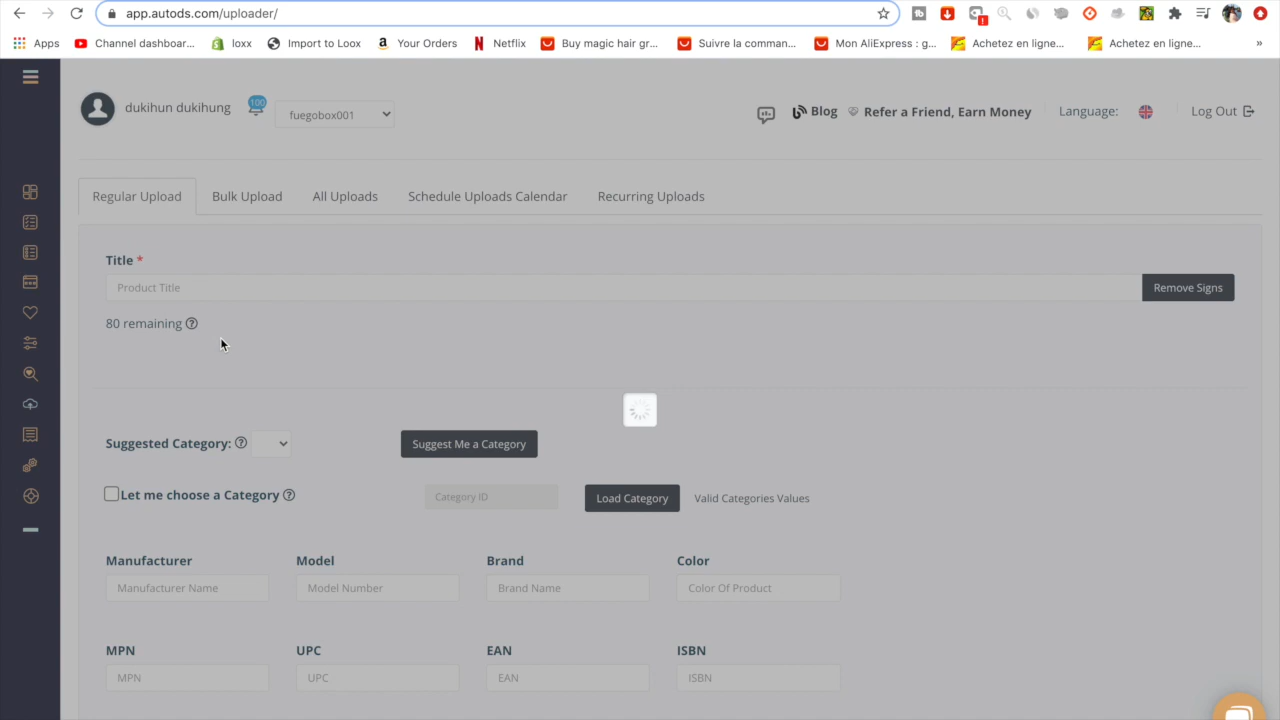 app.autods.com/uploader/
Apps
Channel dashboar...
loxx
Import to Loox
Your Orders
Netflix
Buy magic hair gr...
Suivre la comman...
Mon AliExpress : g...
Achetez en ligne...
Achetez en ligne...
»
dukihun dukihung
100
fuegobox001
Blog
Refer a Friend, Earn Money
Language:
Log Out
Regular Upload
Bulk Upload
All Uploads
Schedule Uploads Calendar
Recurring Uploads
Title *
Product Title
Remove Signs
80 remaining
Suggested Category:
Suggest Me a Category
Let me choose a Category
Category ID
Load Category
Valid Categories Values
Manufacturer
Model
Brand
Color
Manufacturer Name
Model Number
Brand Name
Color Of Product
MPN
UPC
EAN
ISBN
MPN
UPC
EAN
ISBN